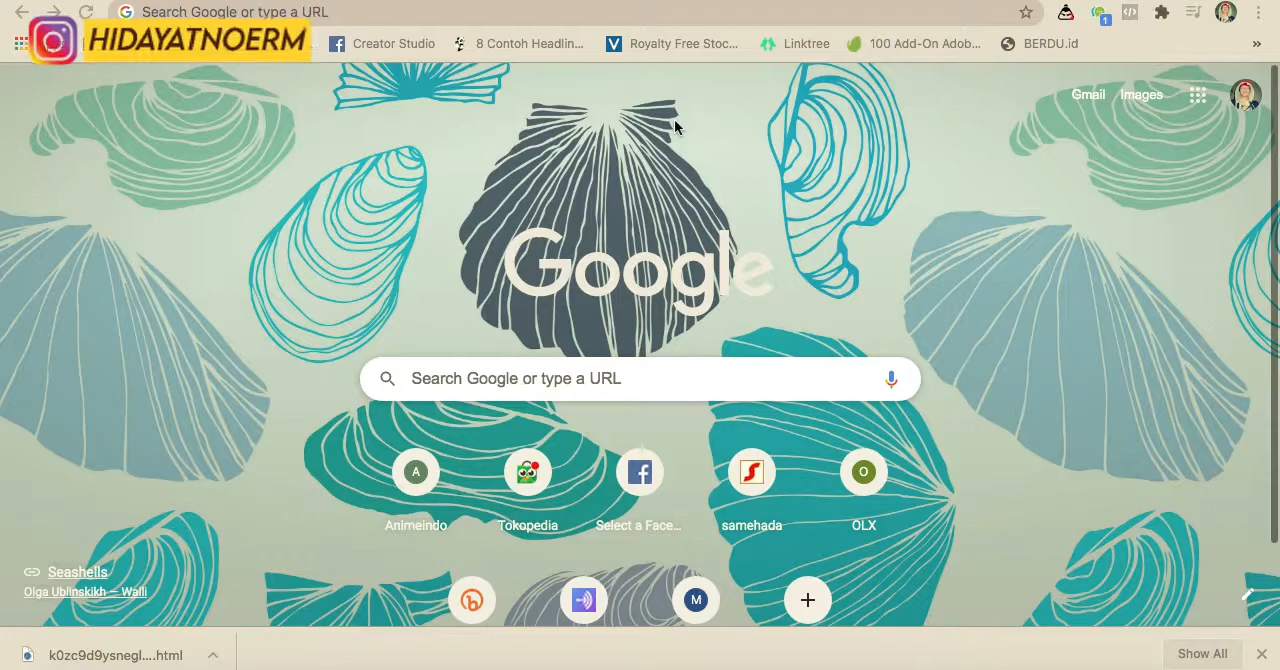 Search Google or type a URL
HIDAYATNOERM
Creator Studio
8 Contoh Headlin...
Royalty Free Stoc...
Linktree
100 Add-On Adob...
BERDU.id
»
1
Gmail
Images
Google
Search Google or type a URL
A
O
Animeindo
Tokopedia
Select a Face...
samehada
OLX
Seashells
Olga Ublinskikh — Walli
M
k0zc9d9ysnegl....html
Show All